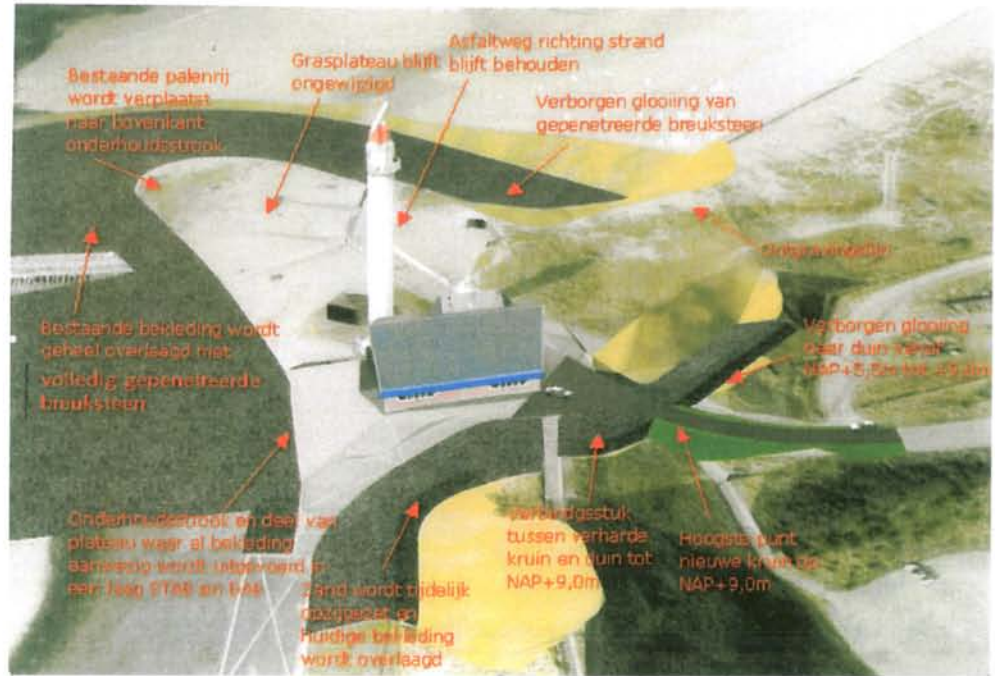 Bestaande palenrij
wordt verplaatst
naar bovenkant
onderhoudsstrook
Grasplateau blijft
ongewijzigd
Asfaltweg richting strand
blijft behouden
Verborgen glooiing van
gepenetreerde breuksteen
Ontgravingslijn
Verborgen glooiing
naar duin vanaf
NAP+5,5m tot +9,0m
Bestaande bekleding wordt
geheel overlaagd met
volledig gepenetreerde
breuksteen
Onderhoudsstrook en deel van
plateau waar al bekleding
aanwezig wordt uitgevoerd in
een laag STAB en DAB
Zand wordt tijdelijk
opzijgezet en
huidige bekleding
wordt overlaagd
Verbindingsstuk
tussen verharde
kruin en duin tot
NAP+9,0m
Hoogste punt
nieuwe kruin op
NAP+9,0m